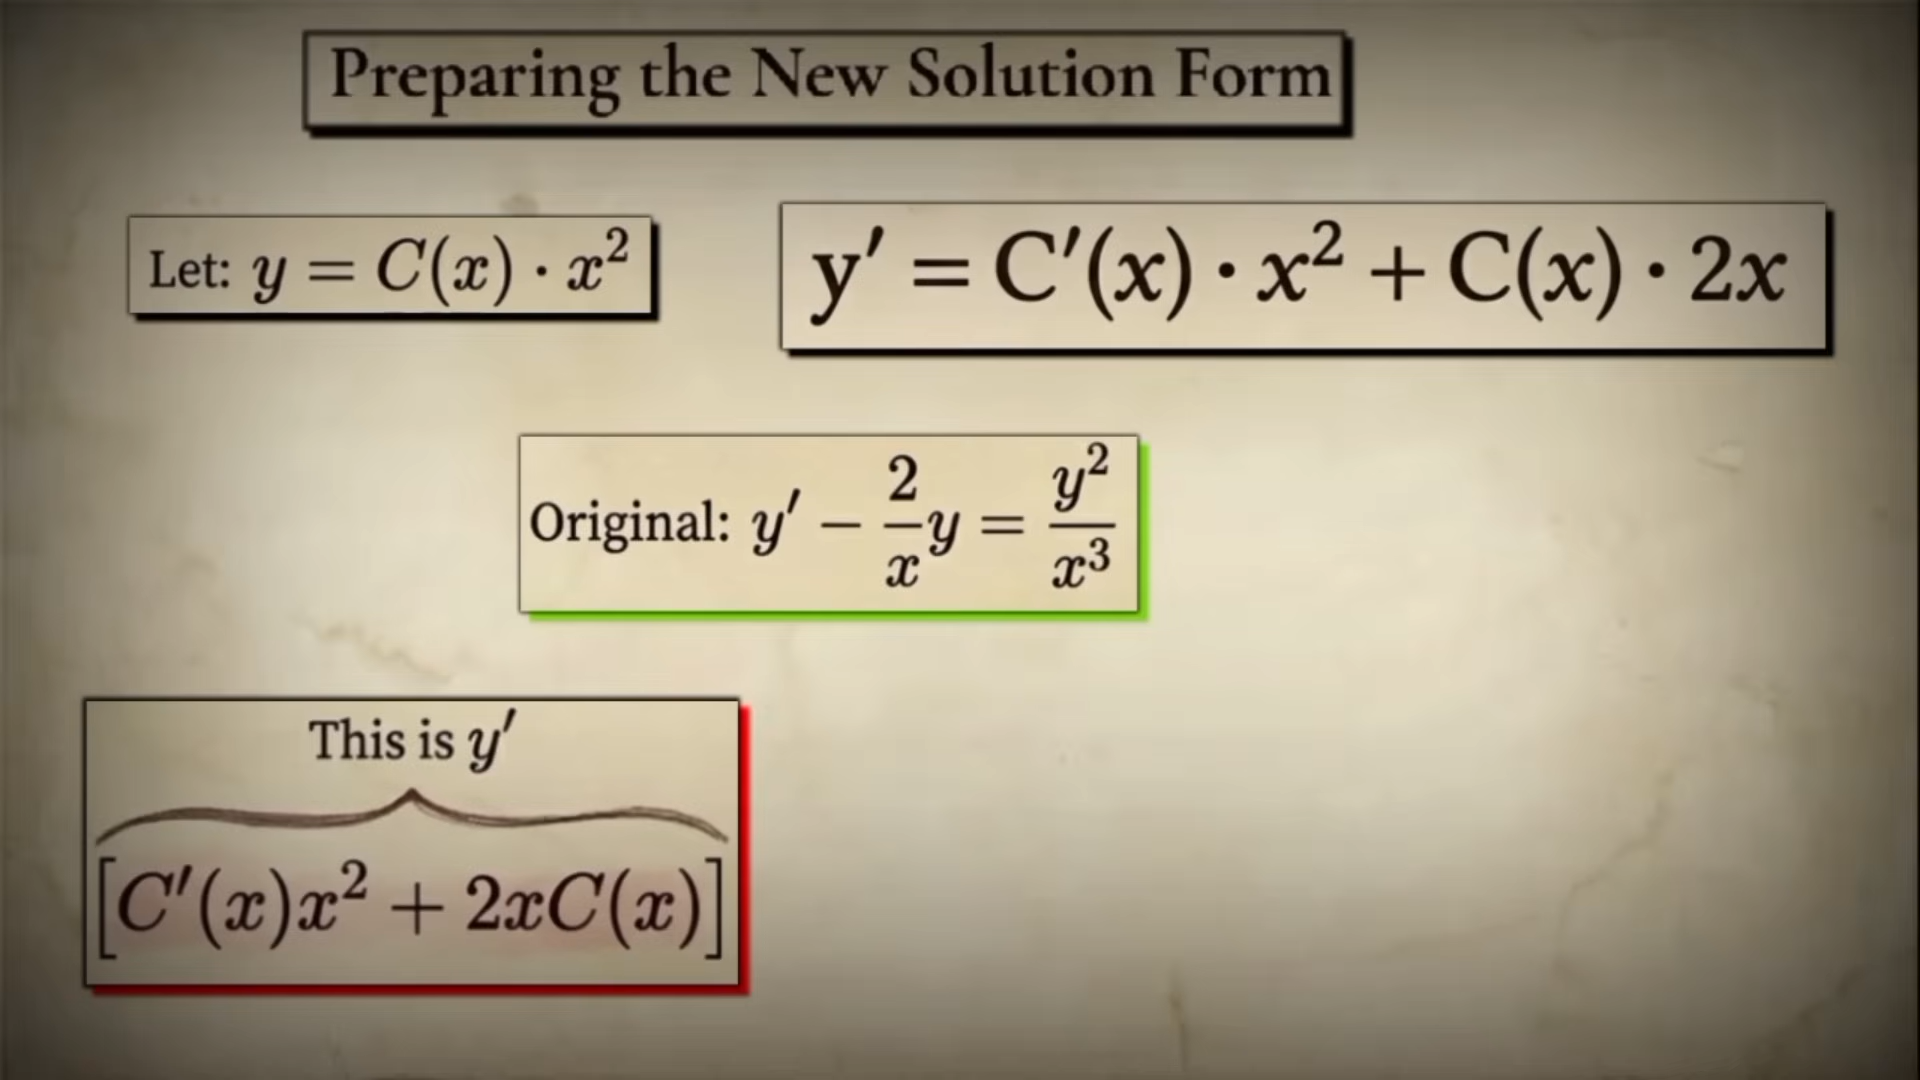 Preparing the New Solution Form
Let: y = C(x) · x²
y′ = C′(x) · x² + C(x) · 2x
Original: y′ − 2/x y = y²/x³
This is y′
[C′(x)x² + 2xC(x)]